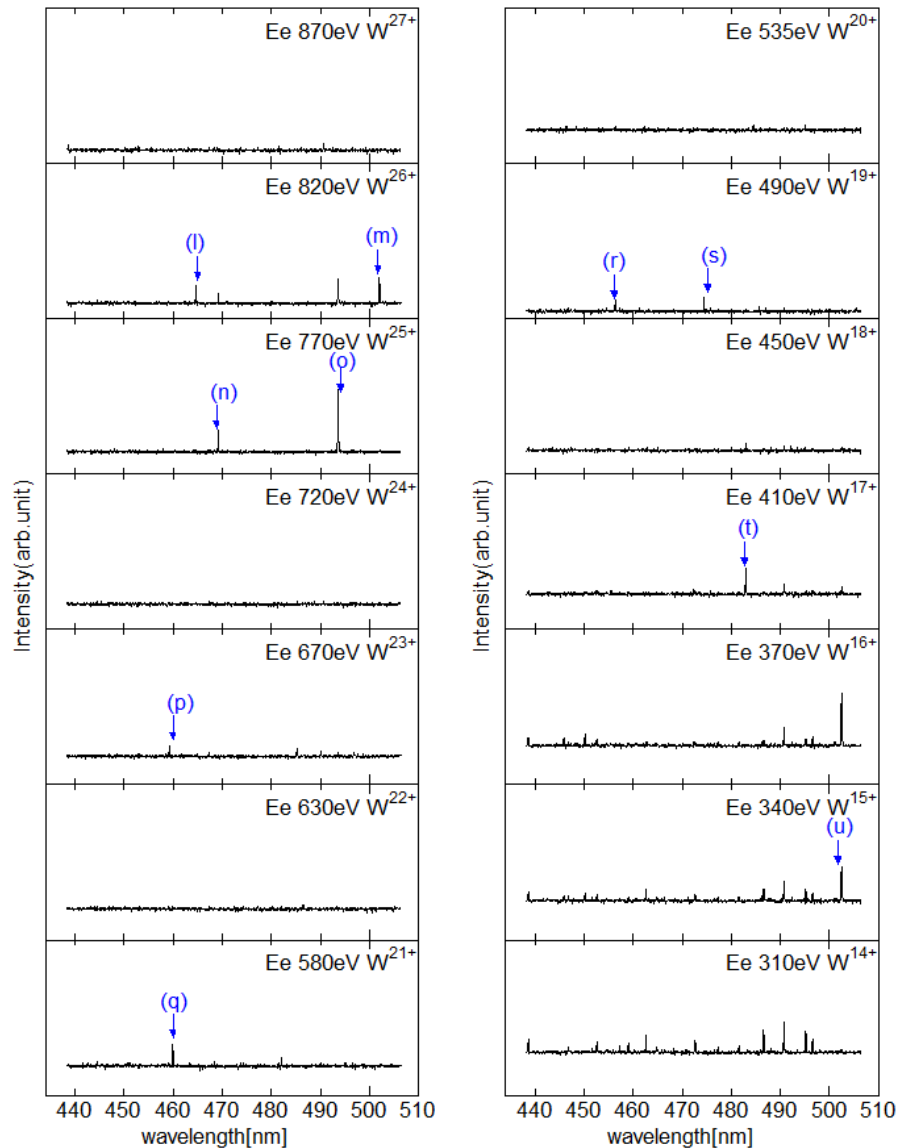 Ee 870eV W27+
Ee 820eV W26+
(l)
(m)
Ee 770eV W25+
(n)
(o)
Ee 720eV W24+
Ee 670eV W23+
(p)
Ee 630eV W22+
Ee 580eV W21+
(q)
440 450 460 470 480 490 500 510
wavelength[nm]
Intensity(arb.unit)
Ee 535eV W20+
Ee 490eV W19+
(r)
(s)
Ee 450eV W18+
Ee 410eV W17+
(t)
Ee 370eV W16+
Ee 340eV W15+
(u)
Ee 310eV W14+
440 450 460 470 480 490 500 510
wavelength[nm]
Intensity(arb.unit)